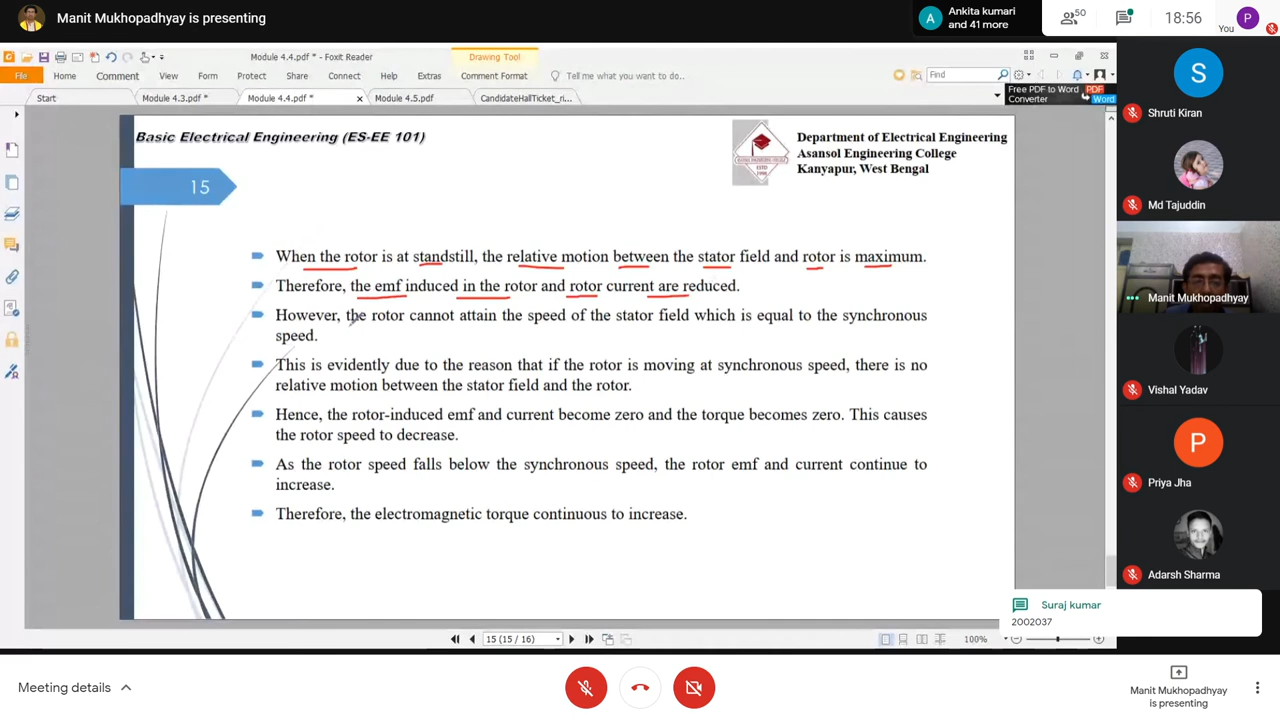 Manit Mukhopadhyay is presenting
A
Ankita kumari
and 41 more
50
18:56
You
P
Module 4.4.pdf * - Foxit Reader
Drawing Tool
File
Home
Comment
View
Form
Protect
Share
Connect
Help
Extras
Comment Format
Tell me what you want to do..
Find
Start
Module 4.3.pdf *
Module 4.4.pdf *
Module 4.5.pdf
CandidateHallTicket_ri...
Free PDF to Word
Converter
PDF
Word
Basic Electrical Engineering (ES-EE 101)
Department of Electrical Engineering
Asansol Engineering College
Kanyapur, West Bengal
15
When the rotor is at standstill, the relative motion between the stator field and rotor is maximum.
Therefore, the emf induced in the rotor and rotor current are reduced.
However, the rotor cannot attain the speed of the stator field which is equal to the synchronous
speed.
This is evidently due to the reason that if the rotor is moving at synchronous speed, there is no
relative motion between the stator field and the rotor.
Hence, the rotor-induced emf and current become zero and the torque becomes zero. This causes
the rotor speed to decrease.
As the rotor speed falls below the synchronous speed, the rotor emf and current continue to
increase.
Therefore, the electromagnetic torque continuous to increase.
15 (15 / 16)
100%
S
Shruti Kiran
Md Tajuddin
Manit Mukhopadhyay
Vishal Yadav
P
Priya Jha
Adarsh Sharma
Suraj kumar
2002037
Meeting details
Manit Mukhopadhyay
is presenting